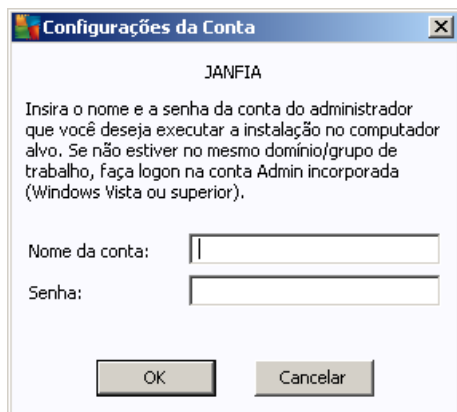 Configurações da Conta
JANFIA
Insira o nome e a senha da conta do administrador
que você deseja executar a instalação no computador
alvo. Se não estiver no mesmo domínio/grupo de
trabalho, faça logon na conta Admin incorporada
(Windows Vista ou superior).
Nome da conta:
Senha:
OK Cancelar